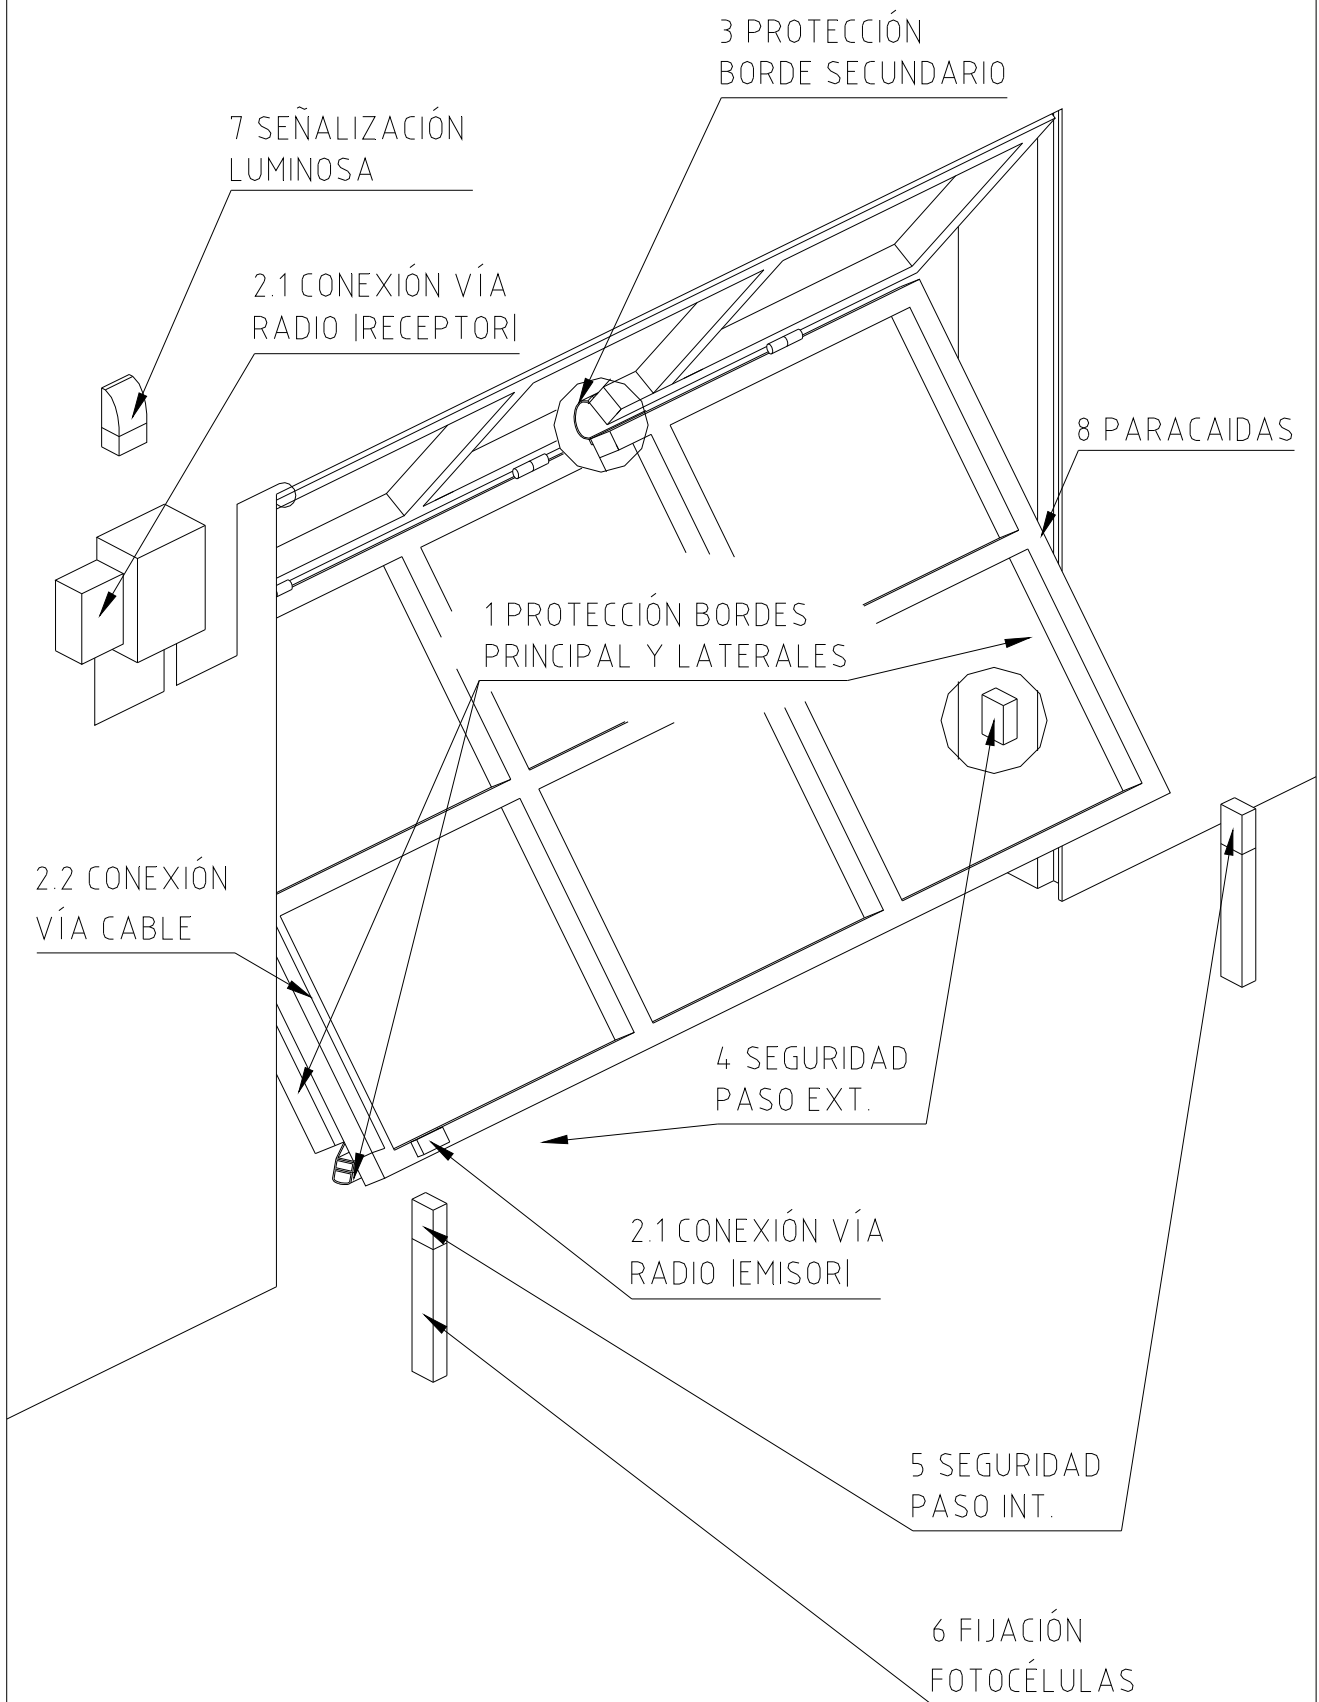 3 PROTECCIÓN
BORDE SECUNDARIO
7 SEÑALIZACIÓN
LUMINOSA
2.1 CONEXIÓN VÍA
RADIO |RECEPTOR|
8 PARACAIDAS
1 PROTECCIÓN BORDES
PRINCIPAL Y LATERALES
2.2 CONEXIÓN
VÍA CABLE
4 SEGURIDAD
PASO EXT.
2.1 CONEXIÓN VÍA
RADIO |EMISOR|
5 SEGURIDAD
PASO INT.
6 FIJACIÓN
FOTOCÉLULAS